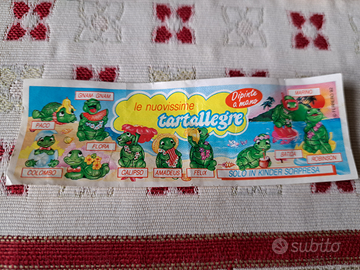 GNAM-GNAM
le nuovissime
tartallegre
Dipinte
a mano
MARINO
PACO
FLORA
COLOMBO
CALIPSO
AMADEUS
FELIX
ROBINSON
SOLO IN KINDER SORPRESA
subito